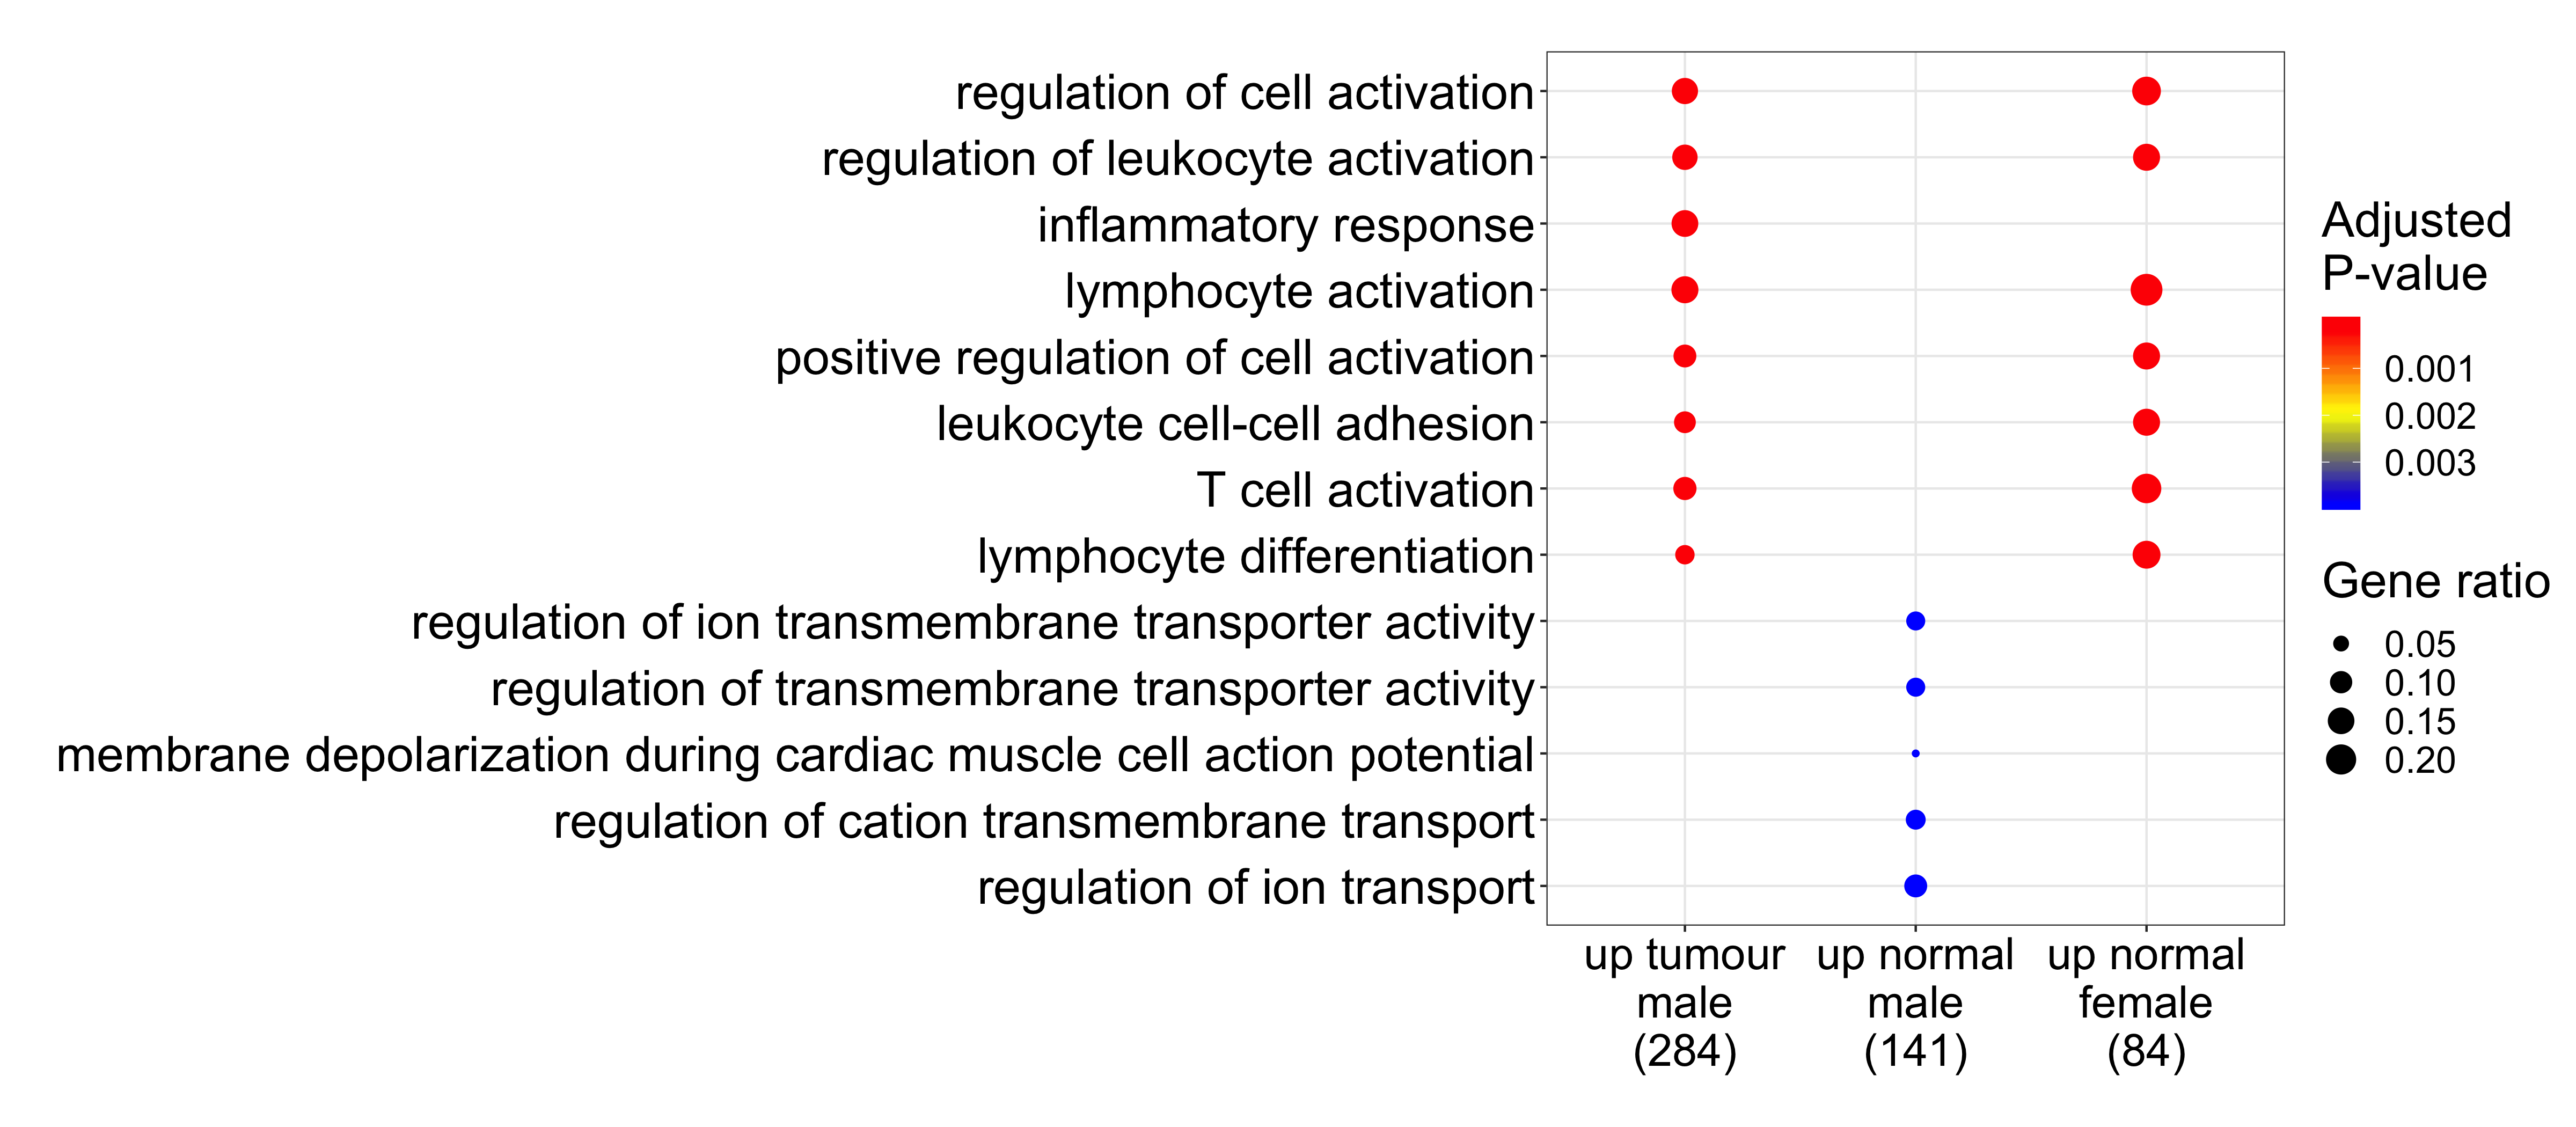 regulation of cell activation
regulation of leukocyte activation
inflammatory response
lymphocyte activation
positive regulation of cell activation
leukocyte cell-cell adhesion
T cell activation
lymphocyte differentiation
regulation of ion transmembrane transporter activity
regulation of transmembrane transporter activity
membrane depolarization during cardiac muscle cell action potential
regulation of cation transmembrane transport
regulation of ion transport
up tumour
male
(284)
up normal
male
(141)
up normal
female
(84)
Adjusted
P-value
0.001
0.002
0.003
Gene ratio
0.05
0.10
0.15
0.20